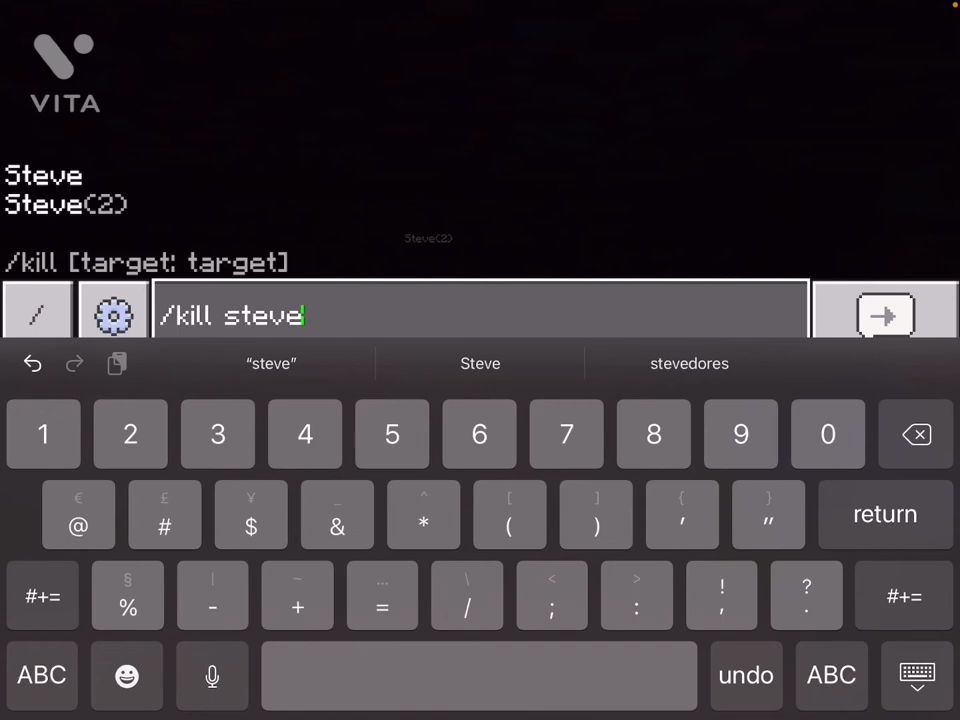 VITA
Steve
Steve(2)
Steve(2)
/kill [target: target]
/ /kill steve
“steve” Steve stevedores
1 2 3 4 5 6 7 8 9 0
€ £ ¥ _ ^ [ ] { }
@ # $ & * ( ) ' " return
§ | ~ … \ < > ! ?
#+= % - + = / ; : , . #+=
ABC undo ABC